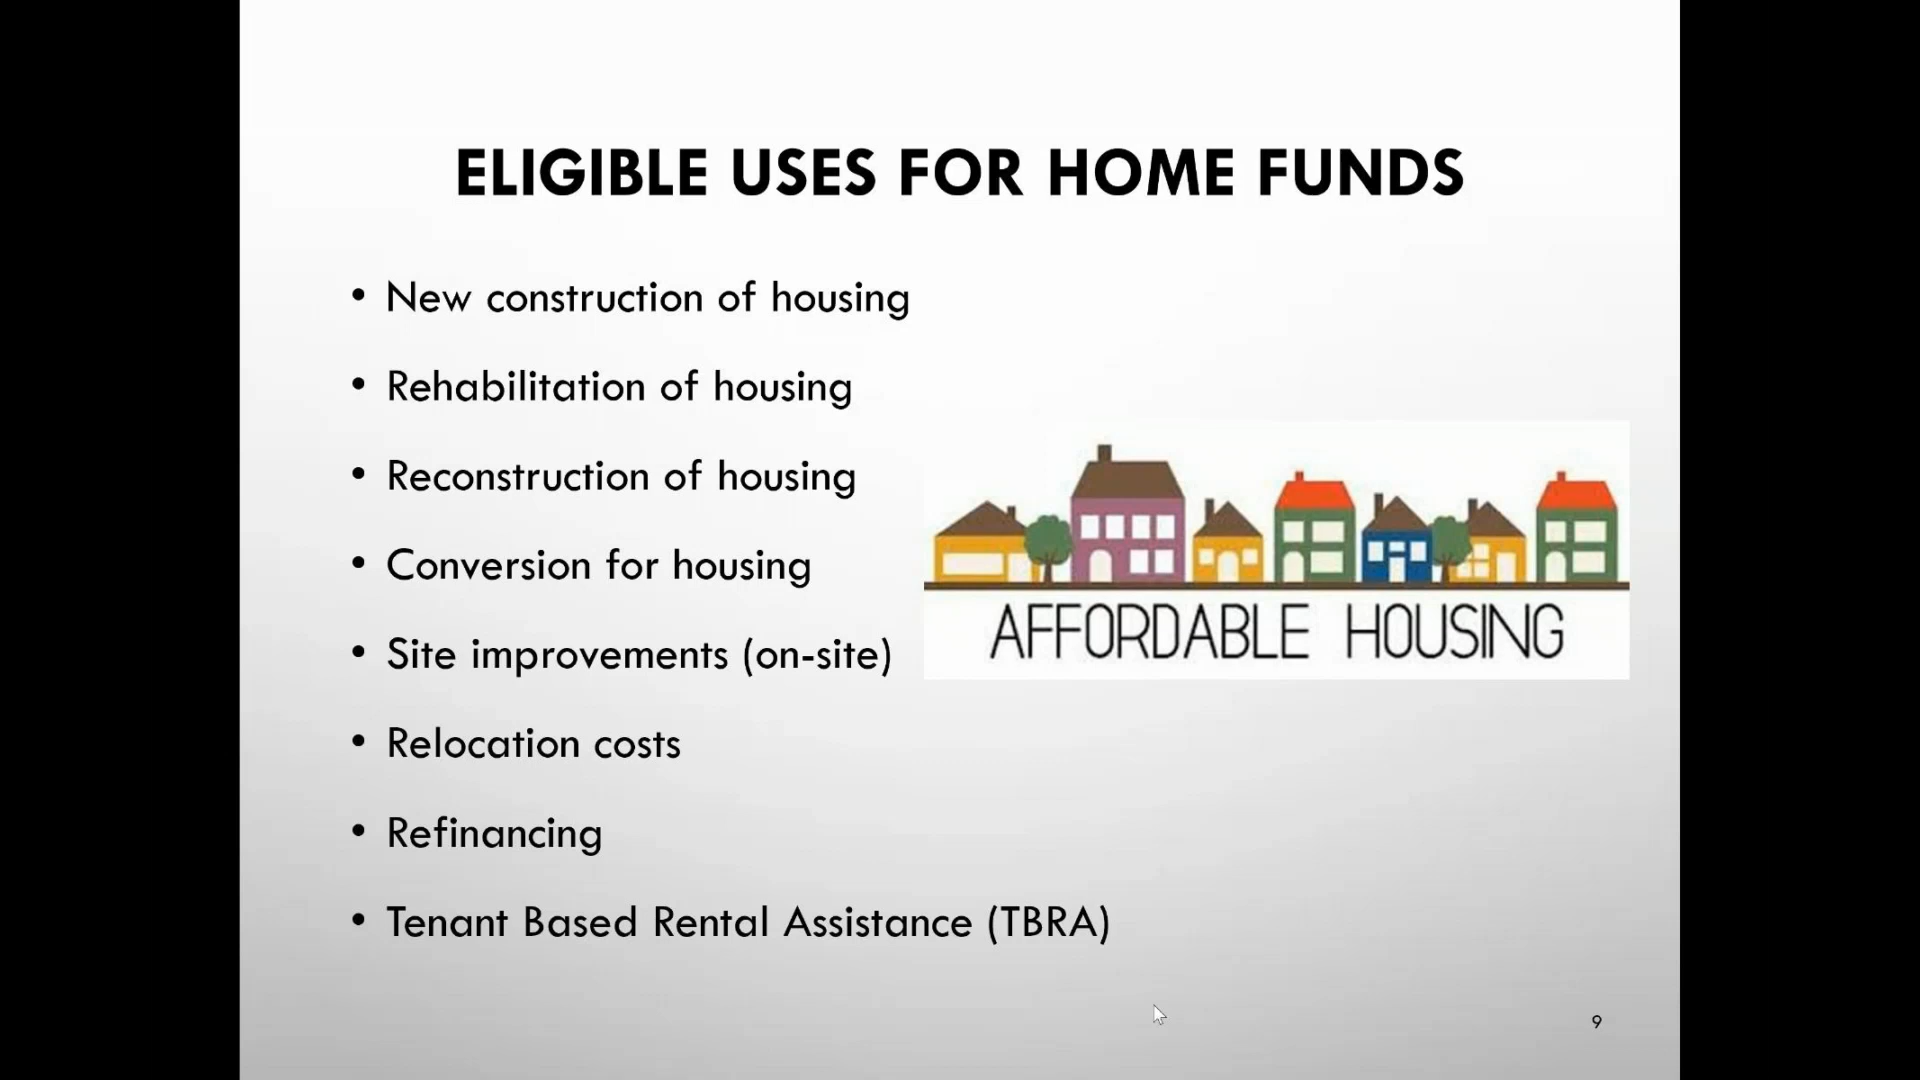 ELIGIBLE USES FOR HOME FUNDS
• New construction of housing
• Rehabilitation of housing
• Reconstruction of housing
• Conversion for housing
• Site improvements (on-site)
• Relocation costs
• Refinancing
• Tenant Based Rental Assistance (TBRA)
AFFORDABLE HOUSING
9